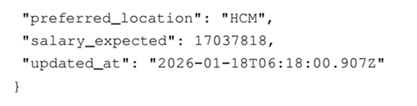 "preferred_location": "HCM",
"salary_expected": 17037818,
"updated_at": "2026-01-18T06:18:00.907Z"
}